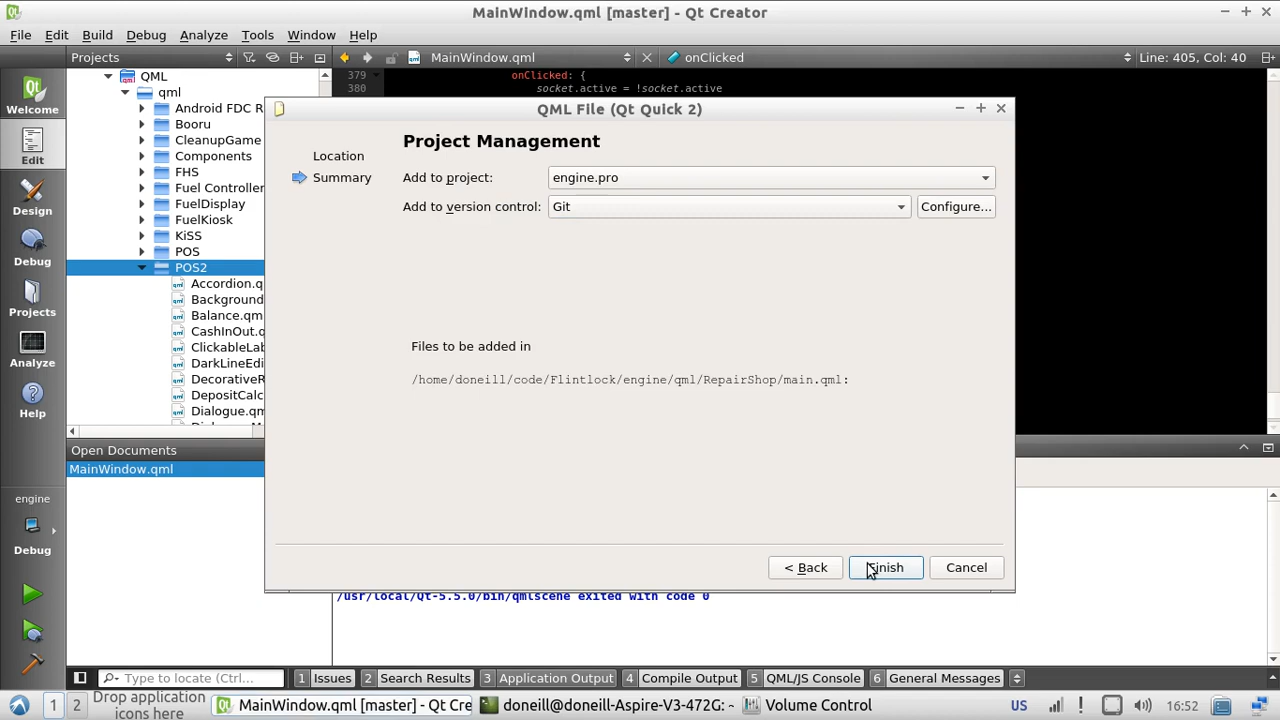 MainWindow.qml [master] - Qt Creator
File Edit Build Debug Analyze Tools Window Help
Projects
MainWindow.qml
onClicked
Line: 405, Col: 40
Welcome
Edit
Design
Debug
Projects
Analyze
Help
engine
Debug
QML
qml
Android FDC R
Booru
CleanupGame
Components
FHS
Fuel Controller
FuelDisplay
FuelKiosk
KiSS
POS
POS2
Accordion.q
Background
Balance.qm
CashInOut.q
ClickableLab
DarkLineEdi
DecorativeR
DepositCalc
Dialogue.qm
379 onClicked: {
380 socket.active = !socket.active
QML File (Qt Quick 2)
Location
Summary
Project Management
Add to project: engine.pro
Add to version control: Git Configure...
Files to be added in
/home/doneill/code/Flintlock/engine/qml/RepairShop/main.qml:
< Back Finish Cancel
Open Documents
MainWindow.qml
/usr/local/Qt-5.5.0/bin/qmlscene exited with code 0
Type to locate (Ctrl... 1 Issues 2 Search Results 3 Application Output 4 Compile Output 5 QML/JS Console 6 General Messages
1 2 Drop application icons here MainWindow.qml [master] - Qt Cre doneill@doneill-Aspire-V3-472G: ~ Volume Control US 16:52